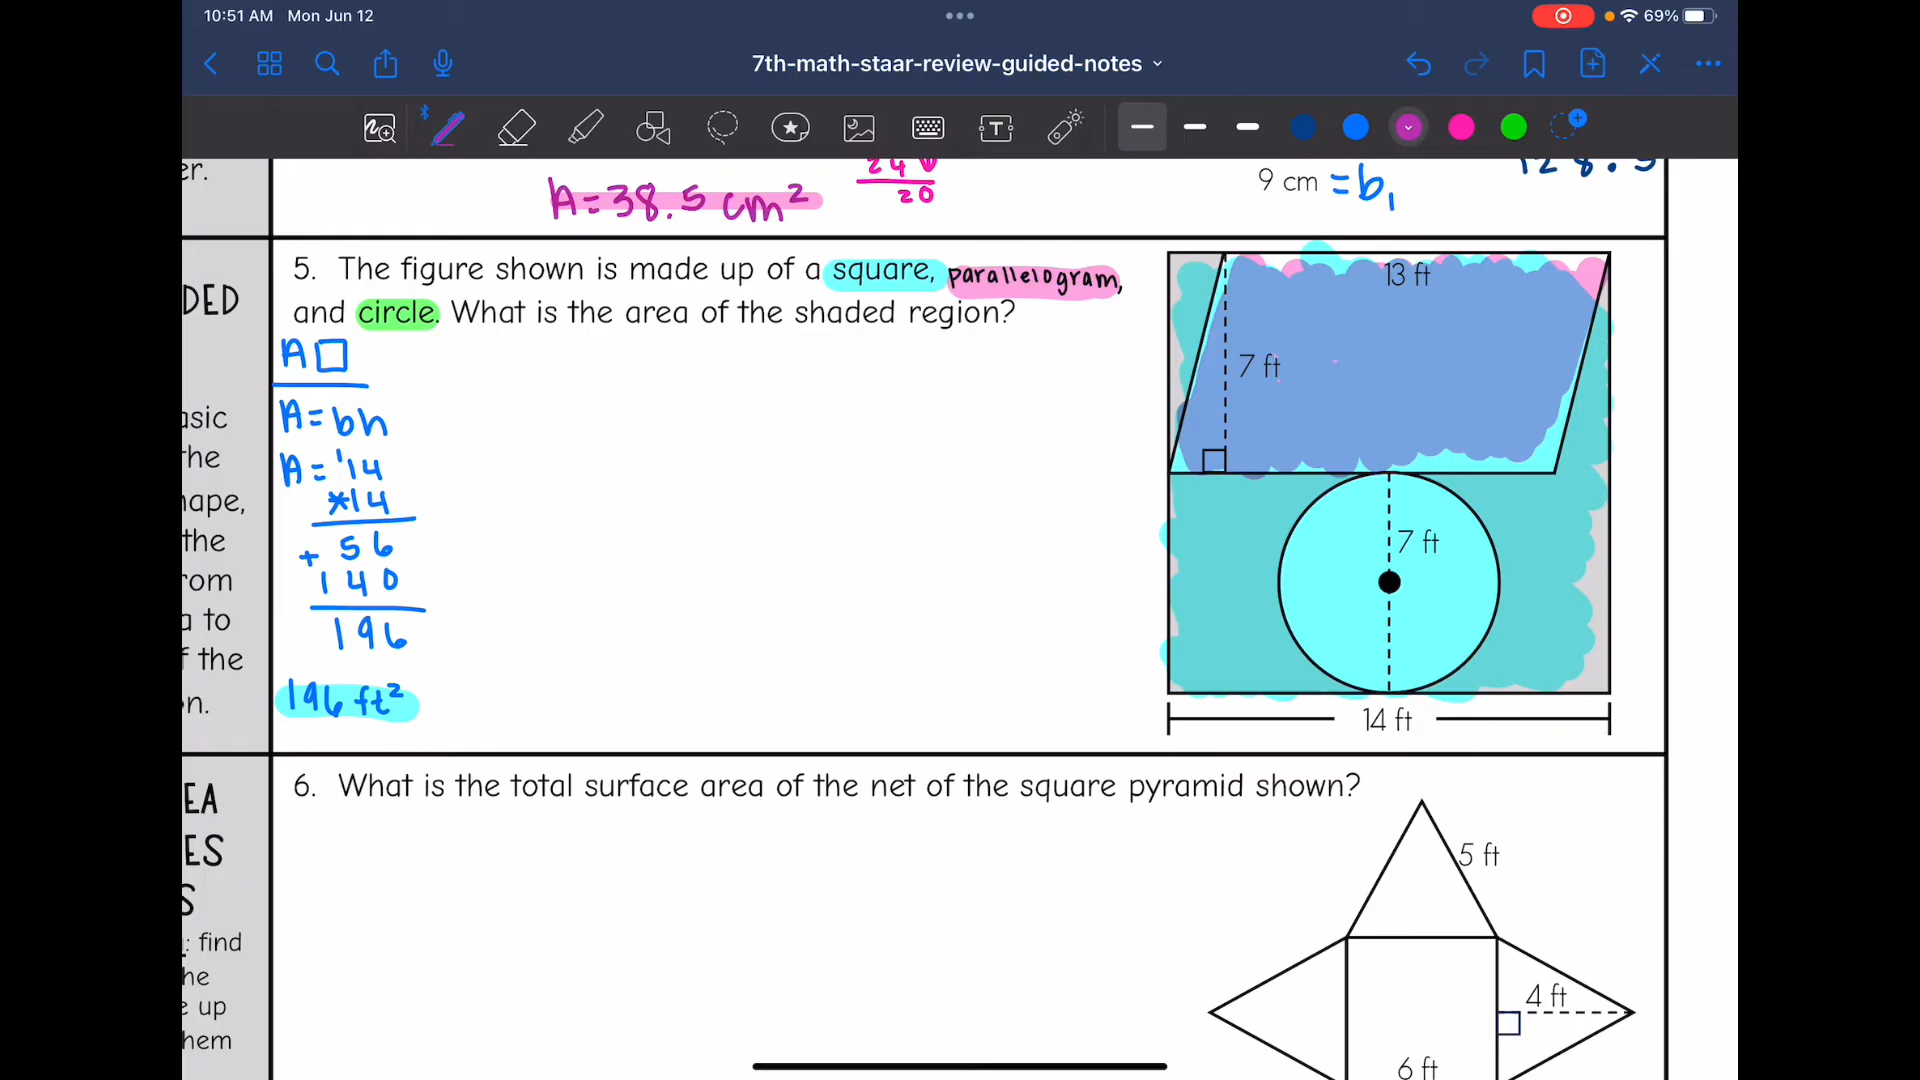 10:51 AM Mon Jun 12
69%
7th-math-staar-review-guided-notes
er.
A=38.5 cm²
20
9 cm = b₁
DED
asic
the
hape,
the
rom
a to
f the
n.
5. The figure shown is made up of a square, parallelogram,
and circle. What is the area of the shaded region?
A □
A = bh
A = ¹14
*14
+ 56
140
196
196 ft²
13 ft
7 ft
7 ft
14 ft
EA
ES
S
: find
he
e up
hem
6. What is the total surface area of the net of the square pyramid shown?
5 ft
4 ft
6 ft